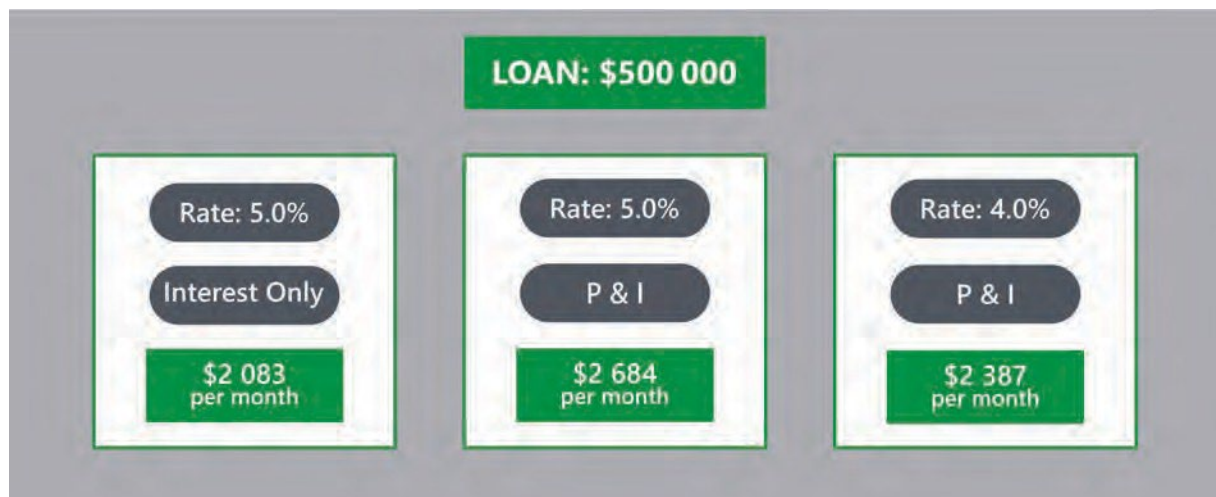 LOAN: $500 000
Rate: 5.0%
Interest Only
$2 083
per month
Rate: 5.0%
P & I
$2 684
per month
Rate: 4.0%
P & I
$2 387
per month